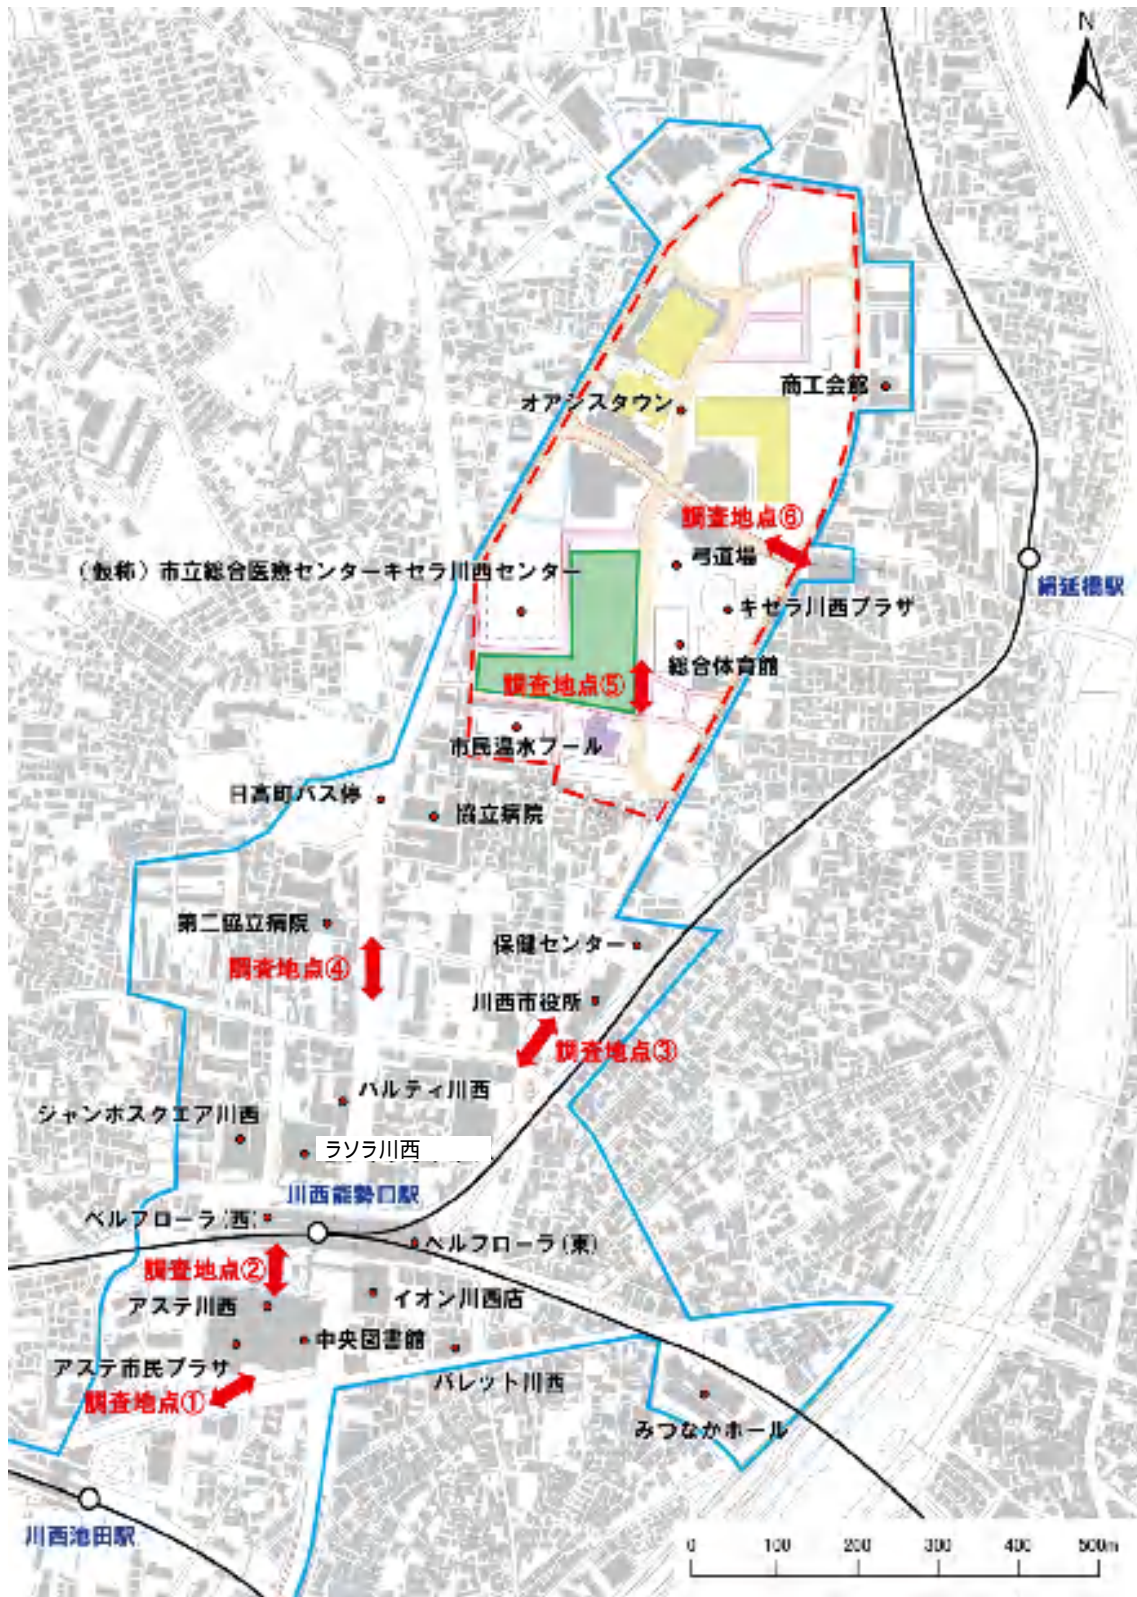 N
商工会館
オアシスタウン
調査地点⑥
弓道場
(仮称)市立総合医療センターキセラ川西センター
絹延橋駅
キセラ川西プラザ
総合体育館
調査地点⑤
市民温水プール
日高町バス停
協立病院
第二協立病院
保健センター
調査地点④
川西市役所
調査地点③
パルティ川西
ジャンボスクエア川西
ラソラ川西
川西能勢口駅
ベルフローラ(西)
ベルフローラ(東)
調査地点②
アステ川西
イオン川西店
中央図書館
アステ市民プラザ
パレット川西
調査地点①
みつなかホール
川西池田駅
0 100 200 300 400 500m